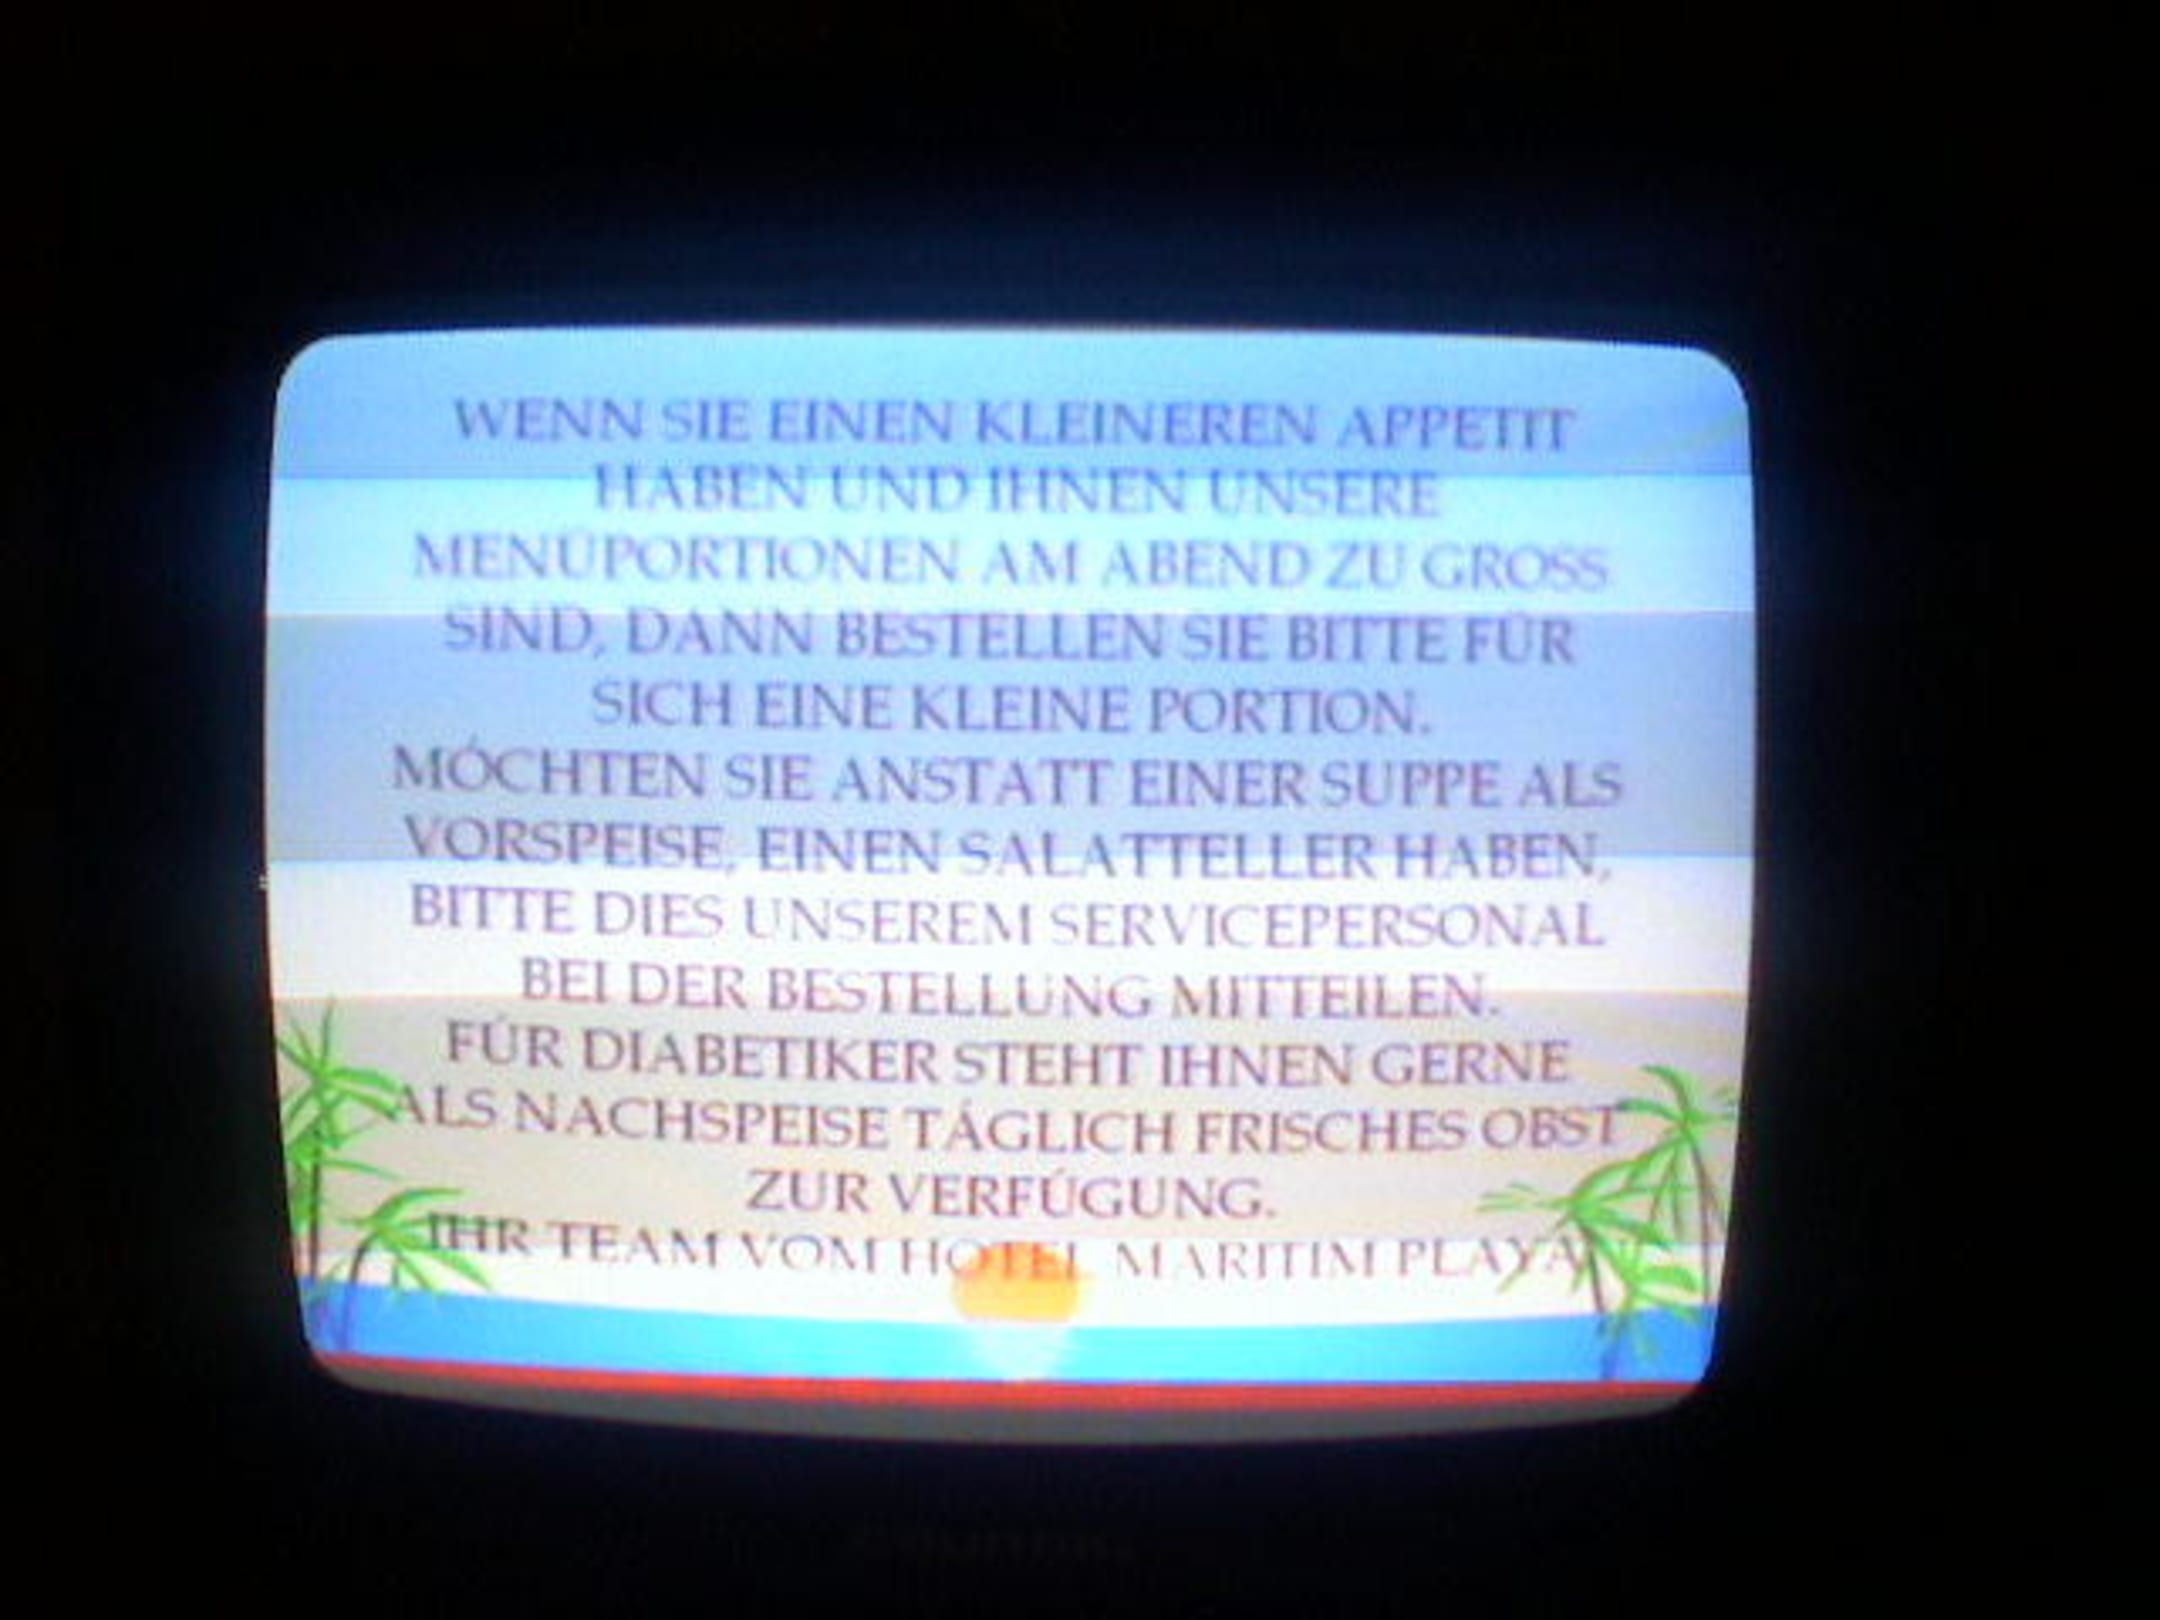 WENN SIE EINEN KLEINEREN APPETIT
HABEN UND IHNEN UNSERE
MENÜPORTIONEN AM ABEND ZU GROSS
SIND, DANN BESTELLEN SIE BITTE FÜR
SICH EINE KLEINE PORTION.
MÖCHTEN SIE ANSTATT EINER SUPPE ALS
VORSPEISE, EINEN SALATTELLER HABEN,
BITTE DIES UNSEREM SERVICEPERSONAL
BEI DER BESTELLUNG MITTEILEN.
FÜR DIABETIKER STEHT IHNEN GERNE
ALS NACHSPEISE TÄGLICH FRISCHES OBST
ZUR VERFÜGUNG.
IHR TEAM VOM HOTEL MARITIM PLAYA